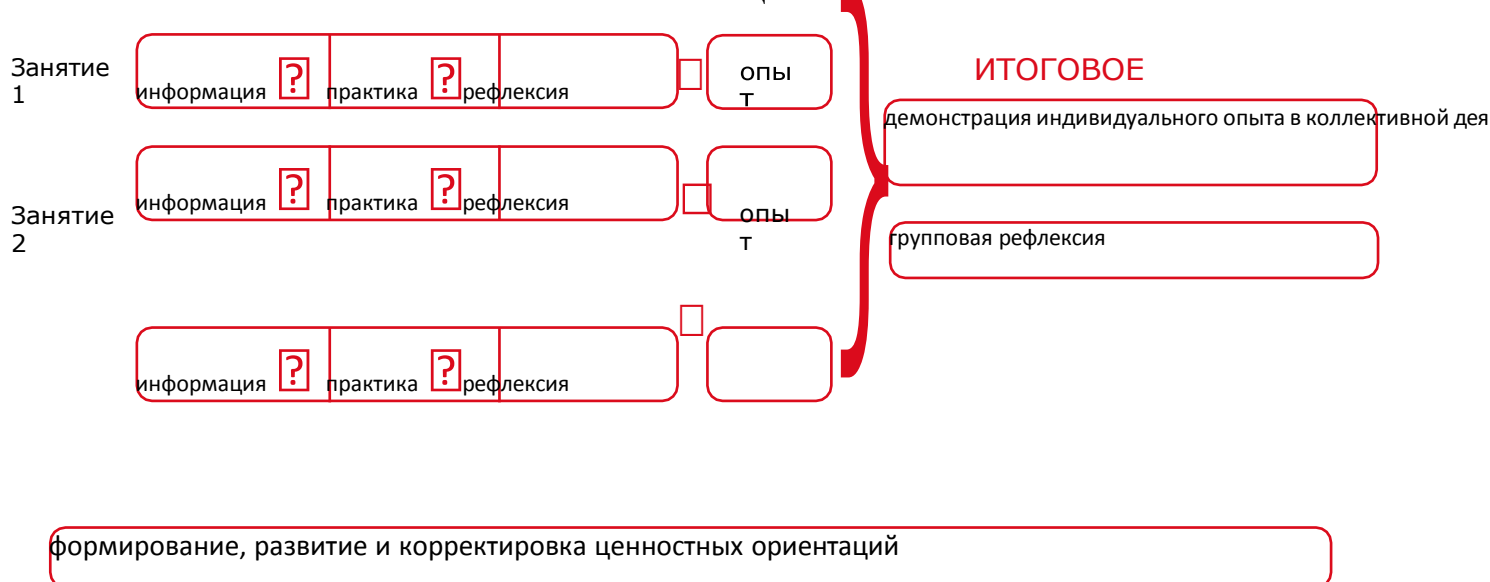 Занятие
1
информация ? практика ? рефлексия
опы
т
Занятие
2
информация ? практика ? рефлексия
опы
т
информация ? практика ? рефлексия
ИТОГОВОЕ
демонстрация индивидуального опыта в коллективной дея
групповая рефлексия
формирование, развитие и корректировка ценностных ориентаций